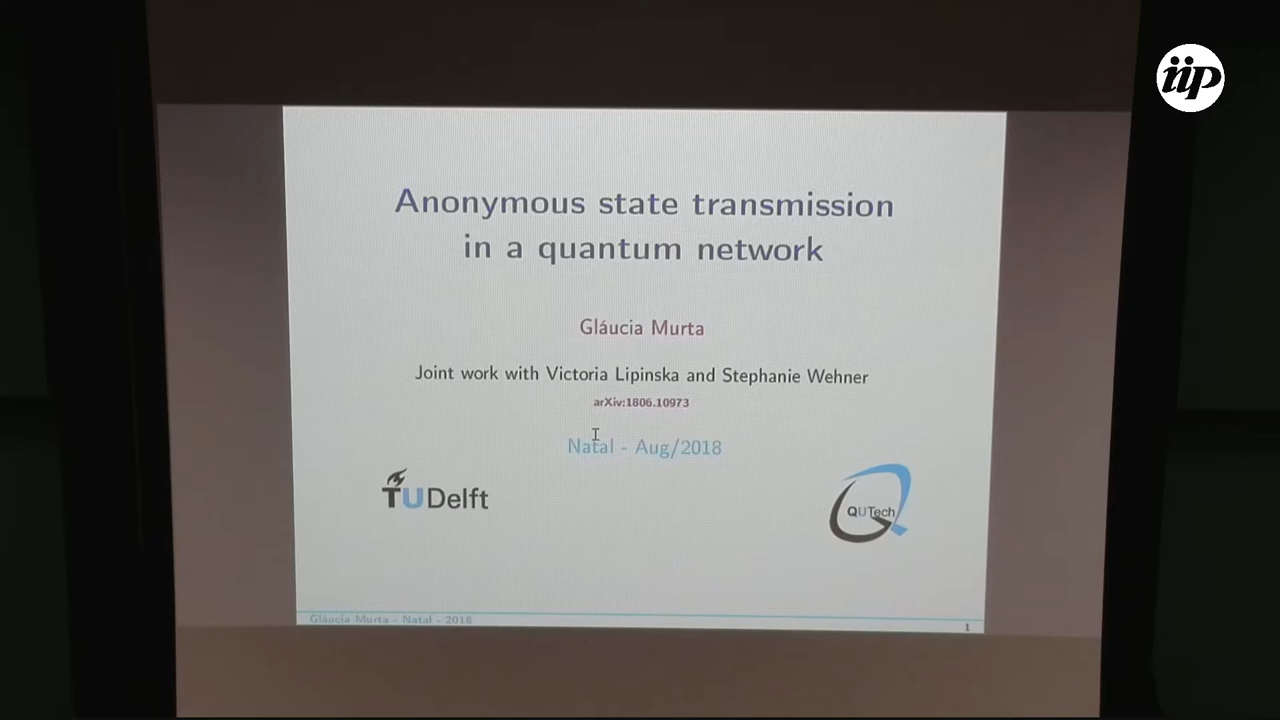 iip
Anonymous state transmission
in a quantum network
Gláucia Murta
Joint work with Victoria Lipinska and Stephanie Wehner
arXiv:1806.10973
Natal - Aug/2018
TUDelft
QUTech
Gláucia Murta - Natal - 2018
1